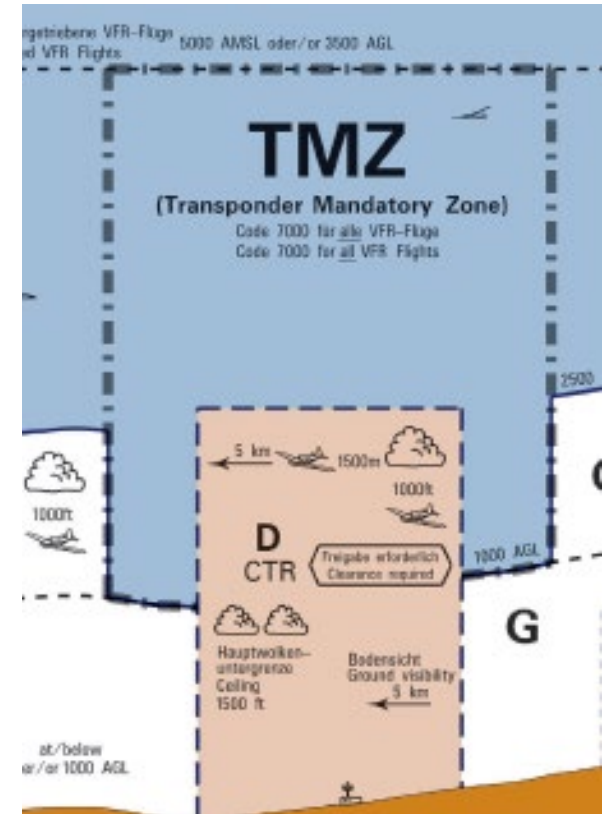 rgetriebene VFR-Flüge
ed VFR Flights
5000 AMSL oder/or 3500 AGL
TMZ
(Transponder Mandatory Zone)
Code 7000 für alle VFR-Flüge
Code 7000 for all VFR Flights
2500
5 km
1500m
1000ft
1000ft
D
CTR
Freigabe erforderlich
Clearance required
1000 AGL
G
Hauptwolken-
untergrenze
Ceiling
1500 ft
Bodensicht
Ground visibility
5 km
at/below
er/or 1000 AGL